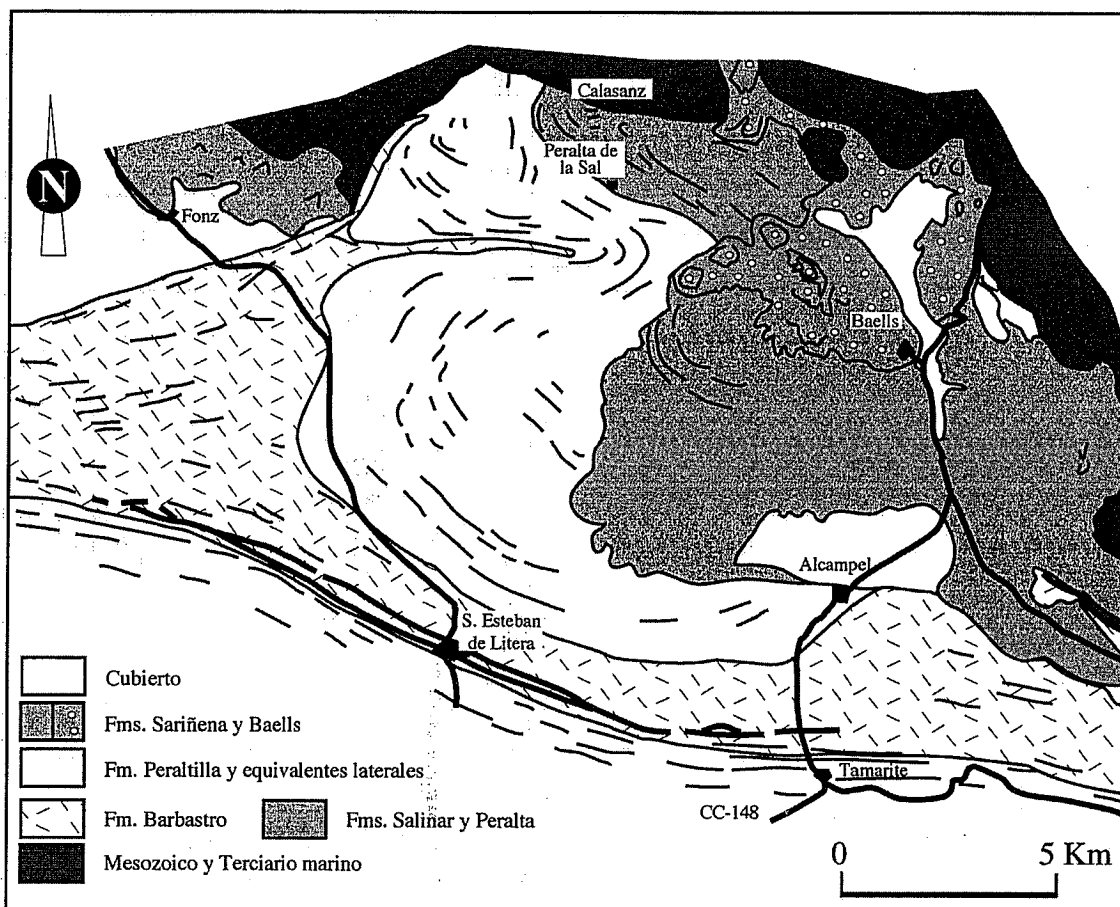 Calasanz
Peralta de
la Sal
N
Fonz
Baells
Alcampel
S. Esteban
de Litera
Cubierto
Fms. Sariñena y Baells
Fm. Peraltilla y equivalentes laterales
Fm. Barbastro
Fms. Salinar y Peralta
Mesozoico y Terciario marino
Tamarite
CC-148
0
5 Km